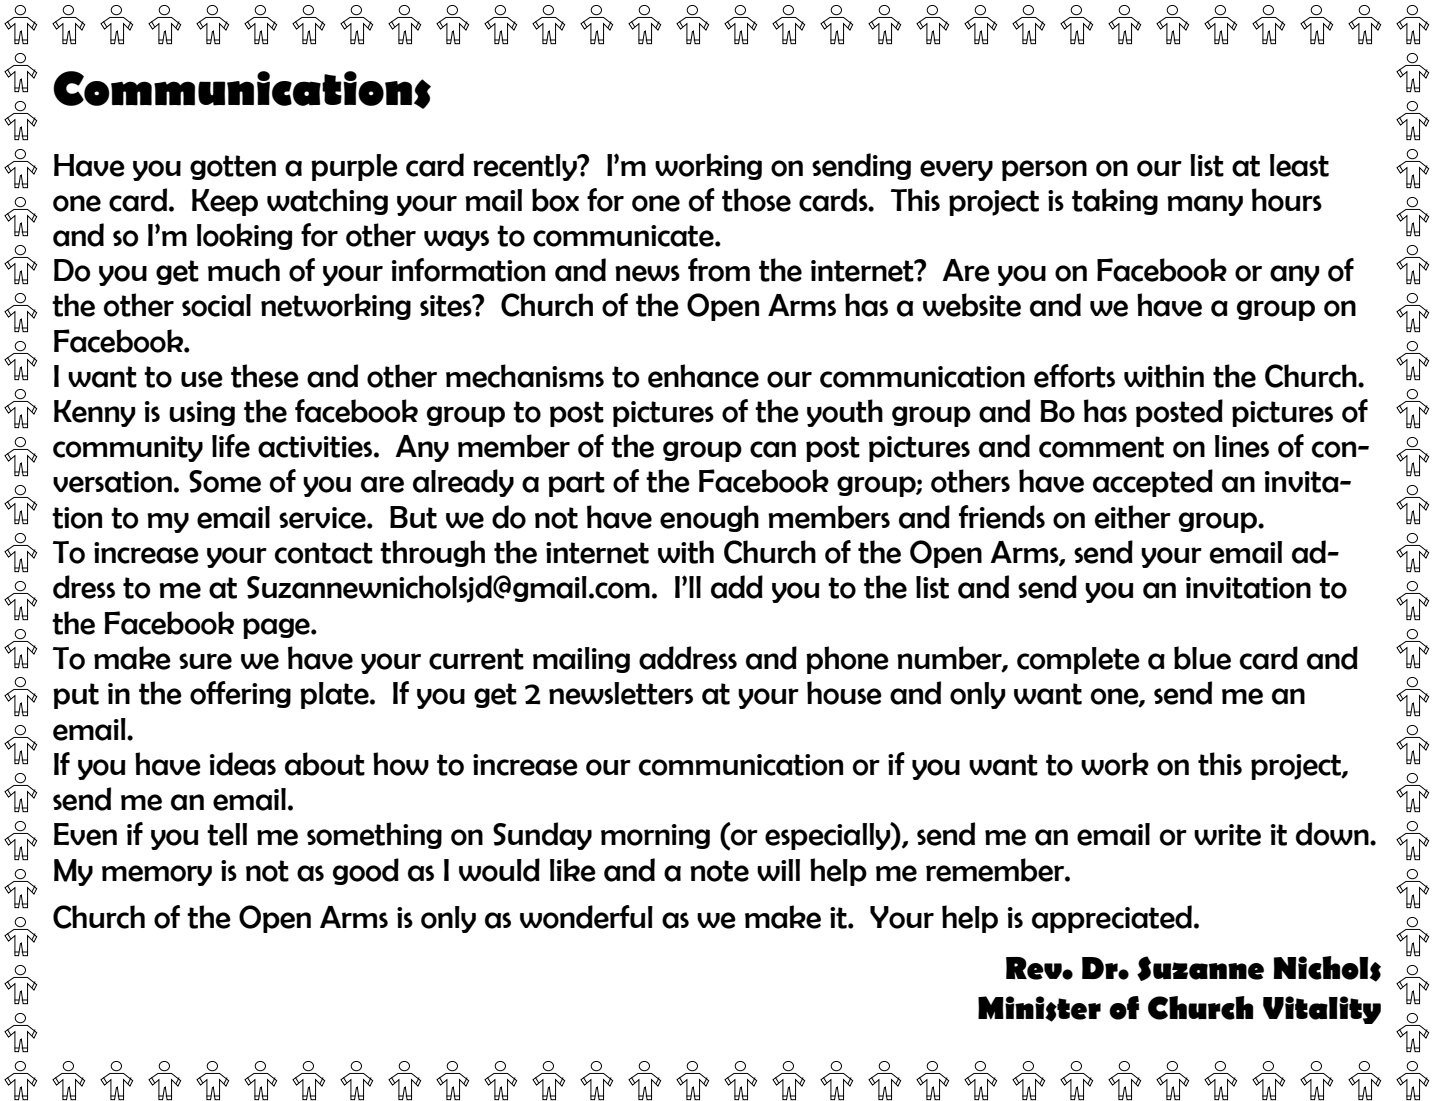 Communications
Have you gotten a purple card recently?  I’m working on sending every person on our list at least
one card.  Keep watching your mail box for one of those cards.  This project is taking many hours
and so I’m looking for other ways to communicate.
Do you get much of your information and news from the internet?  Are you on Facebook or any of
the other social networking sites?  Church of the Open Arms has a website and we have a group on
Facebook.
I want to use these and other mechanisms to enhance our communication efforts within the Church.
Kenny is using the facebook group to post pictures of the youth group and Bo has posted pictures of
community life activities.  Any member of the group can post pictures and comment on lines of con-
versation. Some of you are already a part of the Facebook group; others have accepted an invita-
tion to my email service.  But we do not have enough members and friends on either group.
To increase your contact through the internet with Church of the Open Arms, send your email ad-
dress to me at Suzannewnicholsjd@gmail.com.  I’ll add you to the list and send you an invitation to
the Facebook page.
To make sure we have your current mailing address and phone number, complete a blue card and
put in the offering plate.  If you get 2 newsletters at your house and only want one, send me an
email.
If you have ideas about how to increase our communication or if you want to work on this project,
send me an email.
Even if you tell me something on Sunday morning (or especially), send me an email or write it down.
My memory is not as good as I would like and a note will help me remember.
Church of the Open Arms is only as wonderful as we make it.  Your help is appreciated.
Rev. Dr. Suzanne Nichols
Minister of Church Vitality